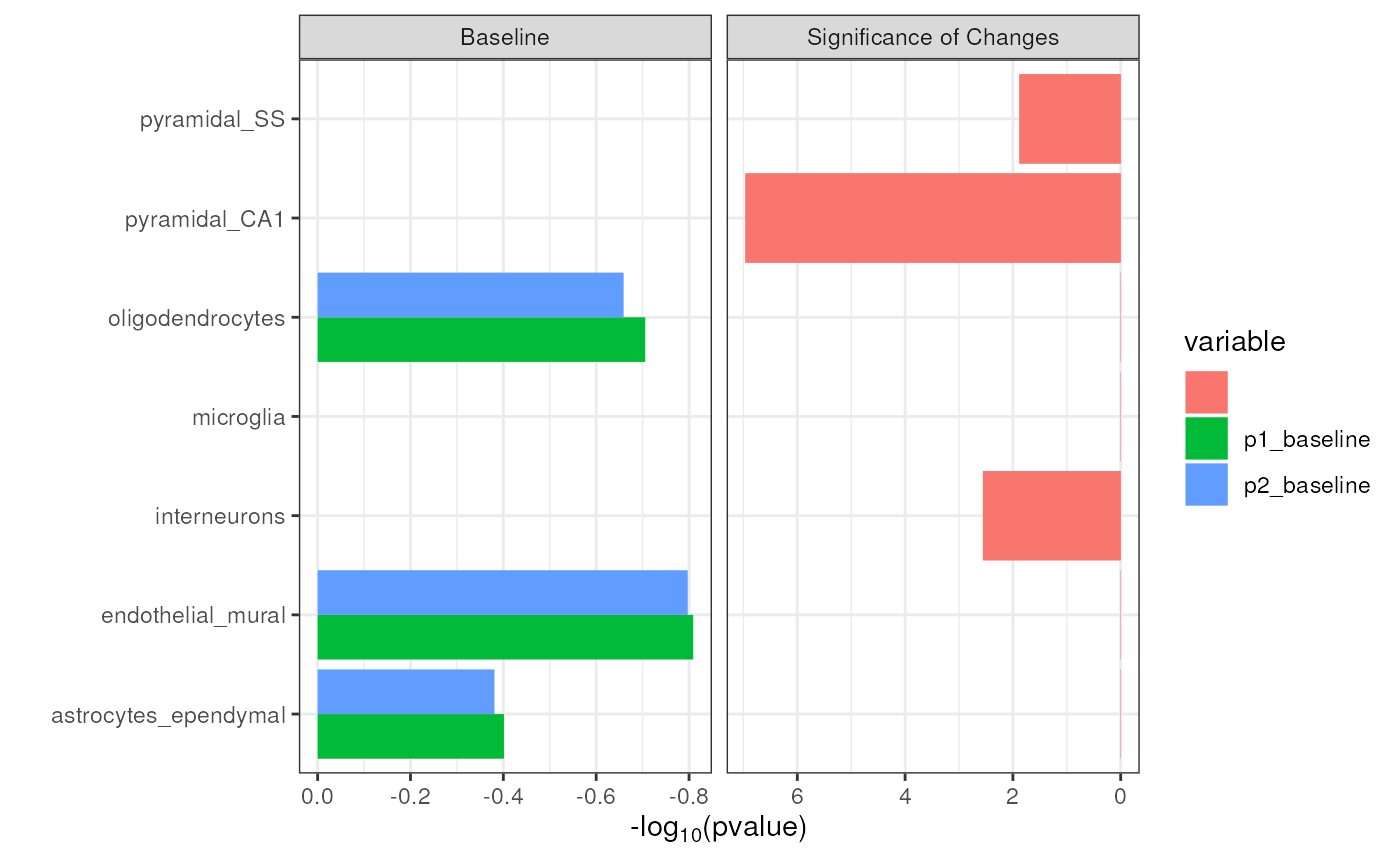 Baseline
Significance of Changes
pyramidal_SS
pyramidal_CA1
oligodendrocytes
microglia
interneurons
endothelial_mural
astrocytes_ependymal
0.0 -0.2 -0.4 -0.6 -0.8
6 4 2 0
-log₁₀(pvalue)
variable
p1_baseline
p2_baseline